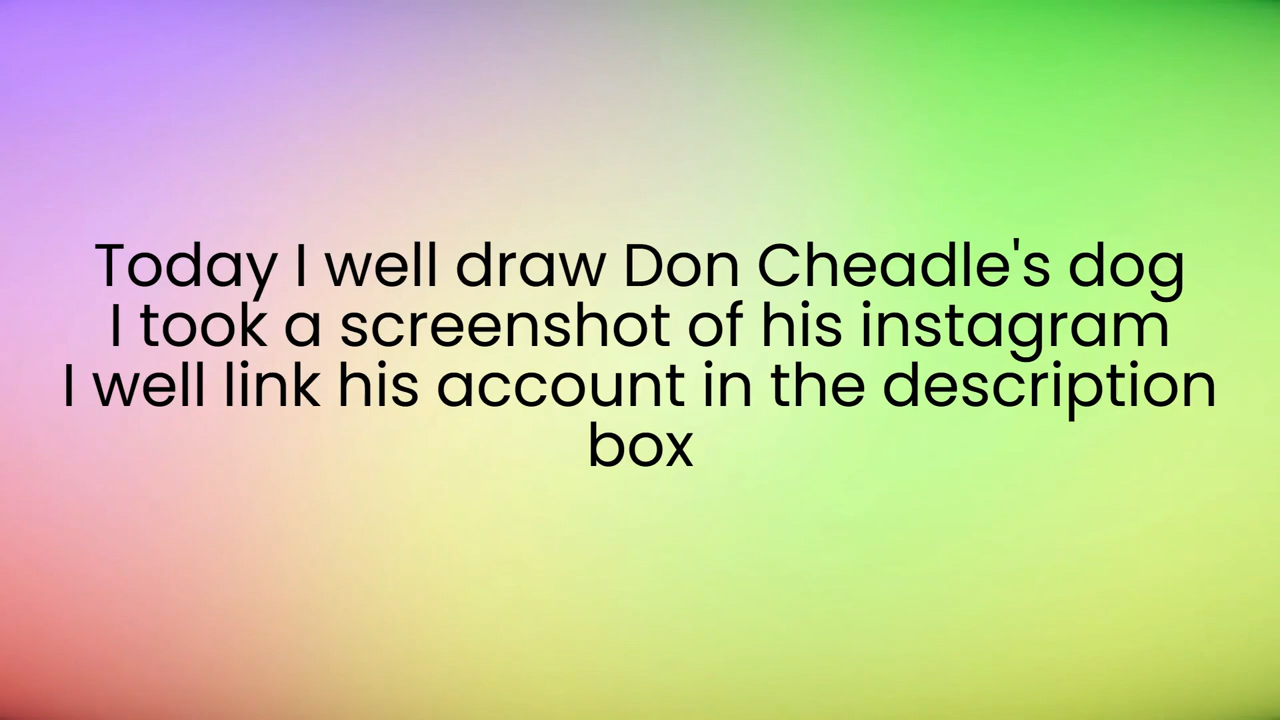 Today I well draw Don Cheadle's dog
I took a screenshot of his instagram
I well link his account in the description
box